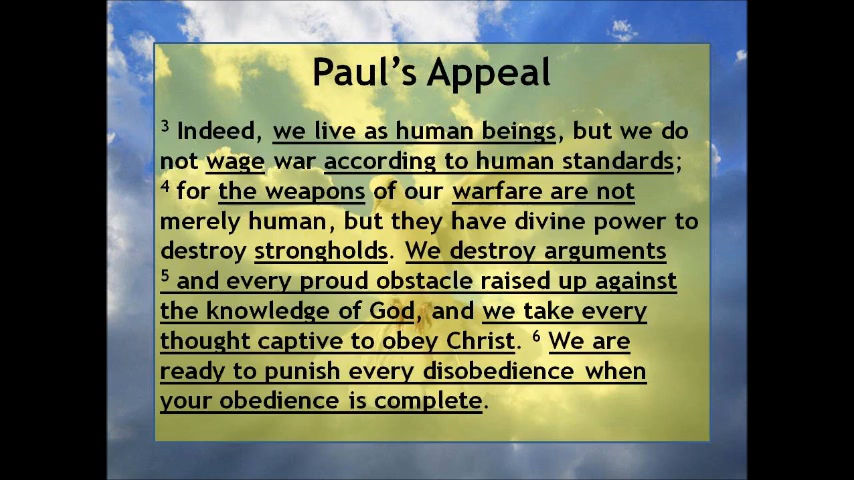 Paul’s Appeal
³ Indeed, we live as human beings, but we do
not wage war according to human standards;
⁴ for the weapons of our warfare are not
merely human, but they have divine power to
destroy strongholds. We destroy arguments
⁵ and every proud obstacle raised up against
the knowledge of God, and we take every
thought captive to obey Christ. ⁶ We are
ready to punish every disobedience when
your obedience is complete.